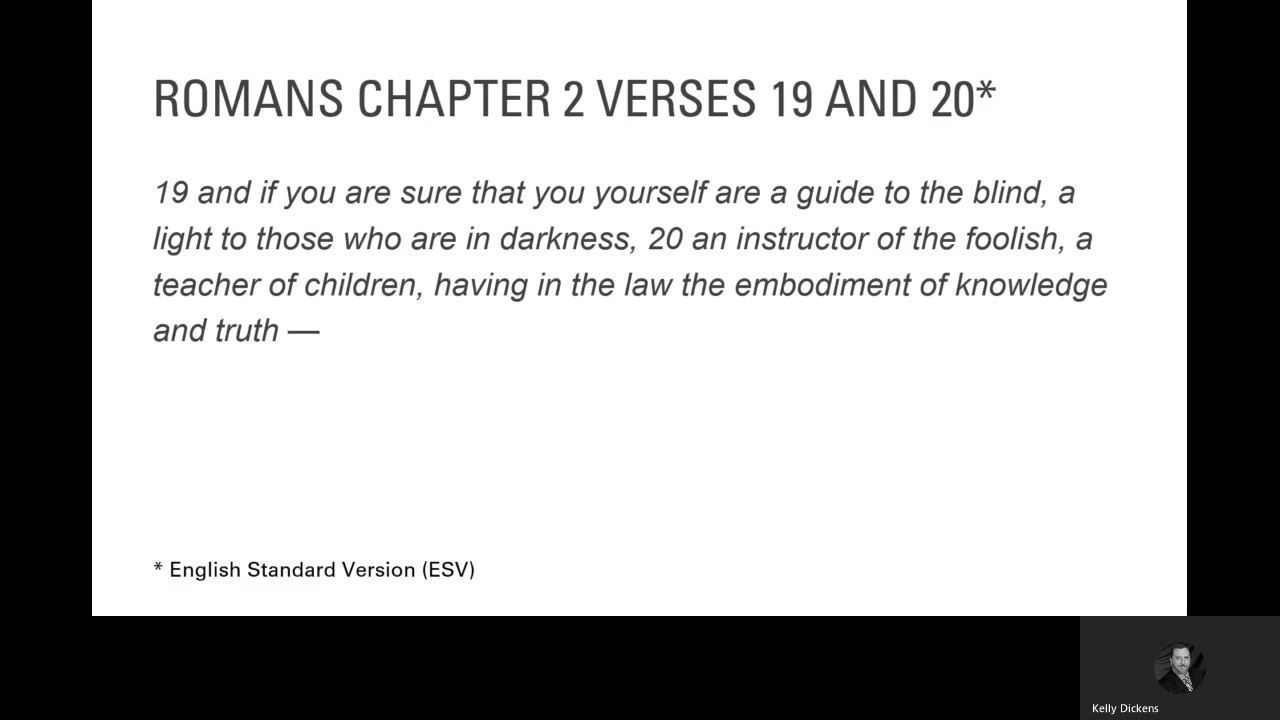 ROMANS CHAPTER 2 VERSES 19 AND 20*
19 and if you are sure that you yourself are a guide to the blind, a
light to those who are in darkness, 20 an instructor of the foolish, a
teacher of children, having in the law the embodiment of knowledge
and truth —
* English Standard Version (ESV)
Kelly Dickens